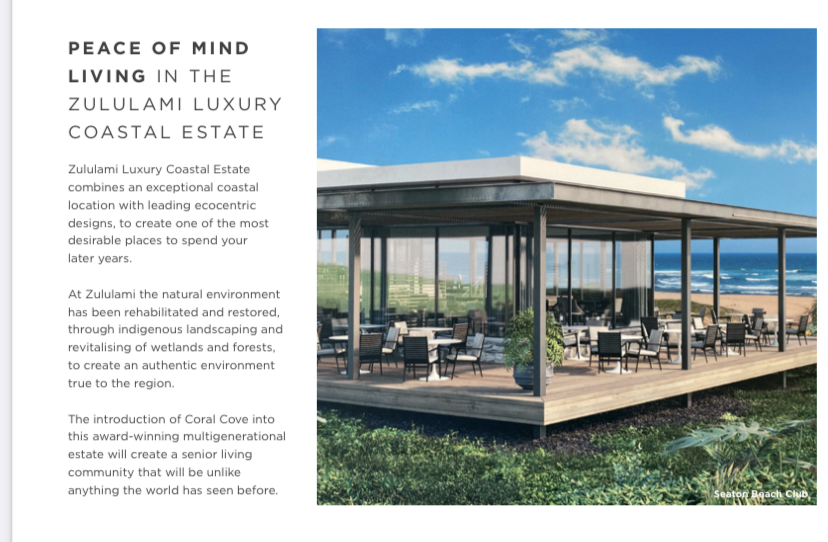 PEACE OF MIND
LIVING IN THE
ZULULAMI LUXURY
COASTAL ESTATE
Zululami Luxury Coastal Estate
combines an exceptional coastal
location with leading ecocentric
designs, to create one of the most
desirable places to spend your
later years.
At Zululami the natural environment
has been rehabilitated and restored,
through indigenous landscaping and
revitalising of wetlands and forests,
to create an authentic environment
true to the region.
The introduction of Coral Cove into
this award-winning multigenerational
estate will create a senior living
community that will be unlike
anything the world has seen before.
Seaton Beach Club